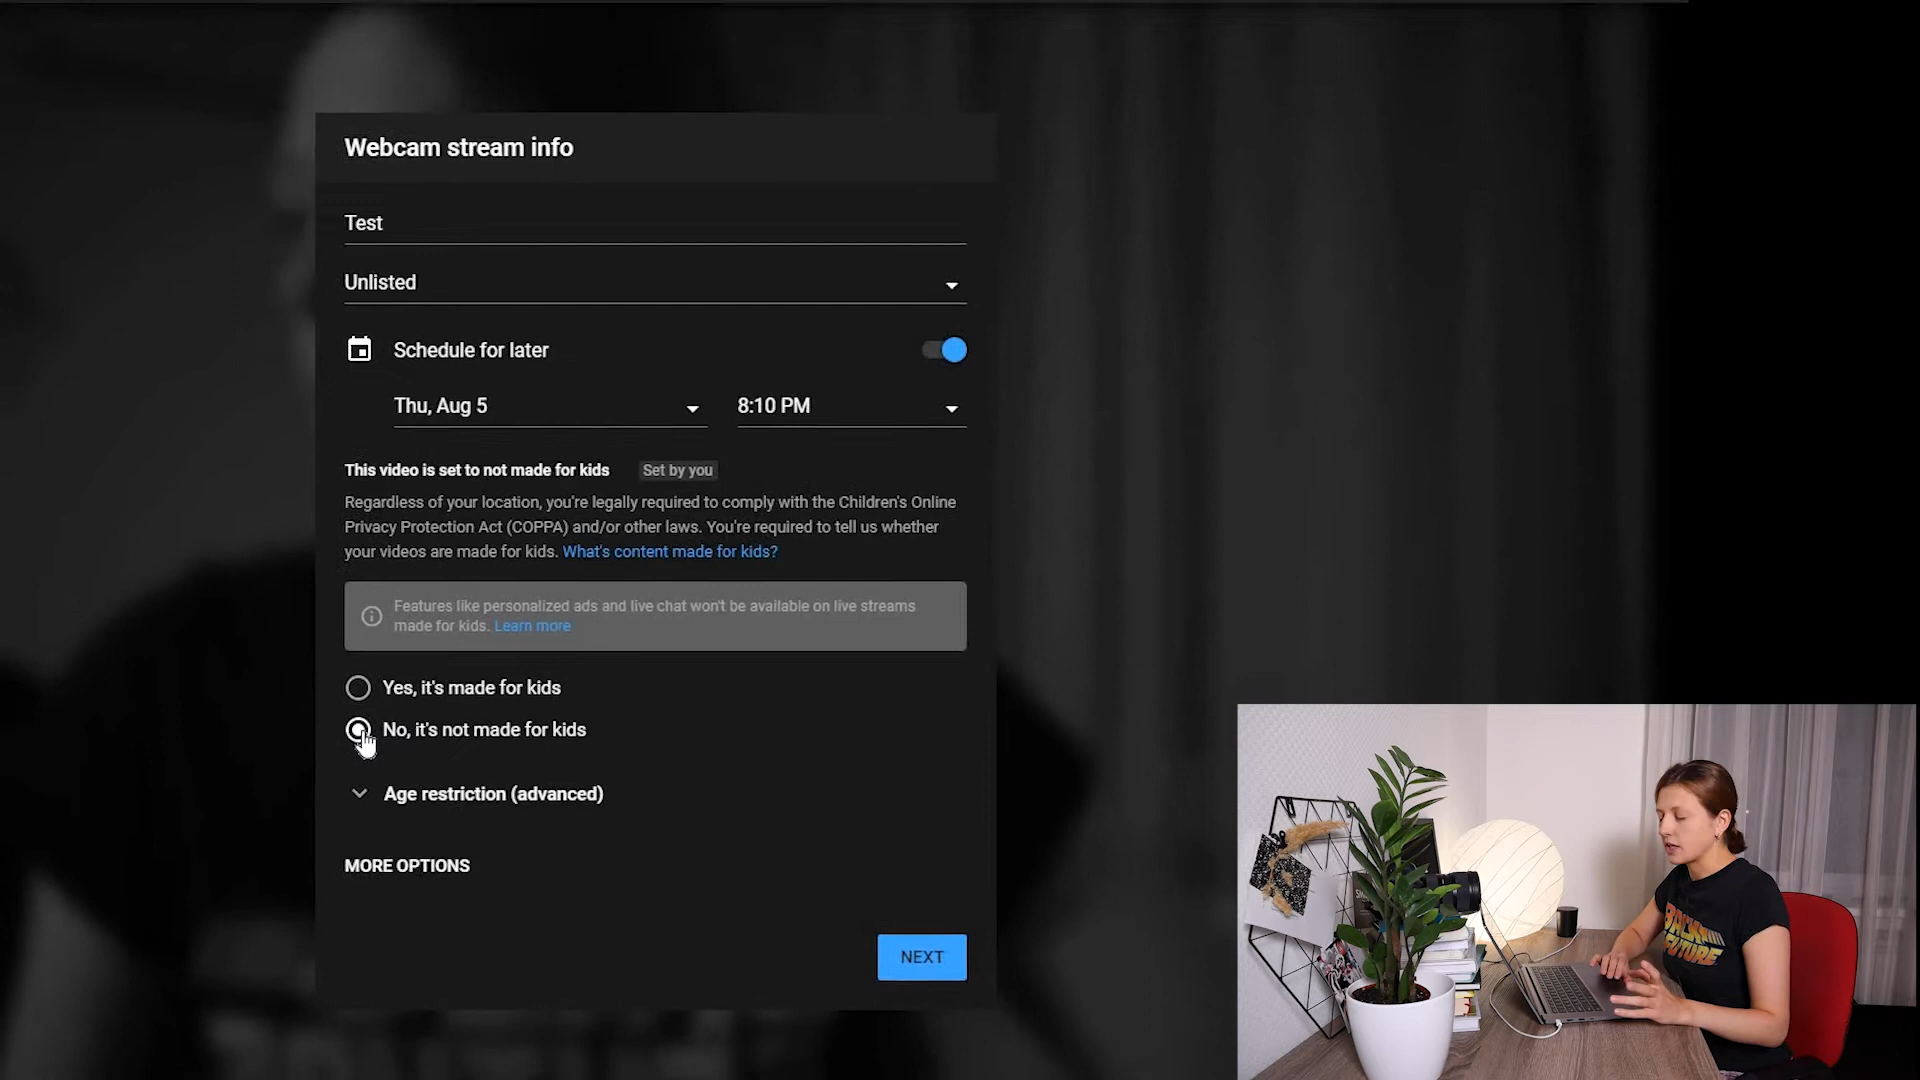 Webcam stream info
Test
Unlisted
Schedule for later
Thu, Aug 5
8:10 PM
This video is set to not made for kids
Set by you
Regardless of your location, you're legally required to comply with the Children's Online
Privacy Protection Act (COPPA) and/or other laws. You're required to tell us whether
your videos are made for kids. What's content made for kids?
Features like personalized ads and live chat won't be available on live streams
made for kids. Learn more
Yes, it's made for kids
No, it's not made for kids
Age restriction (advanced)
MORE OPTIONS
NEXT
BACK
FUTURE